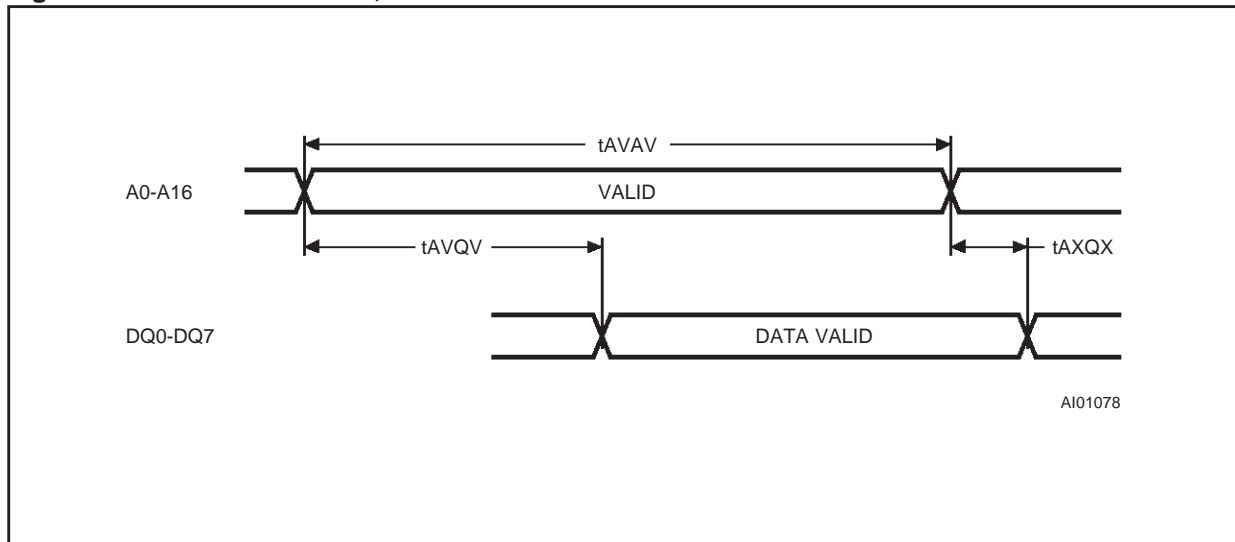 tAVAV
A0-A16
VALID
tAVQV
tAXQX
DQ0-DQ7
DATA VALID
AI01078